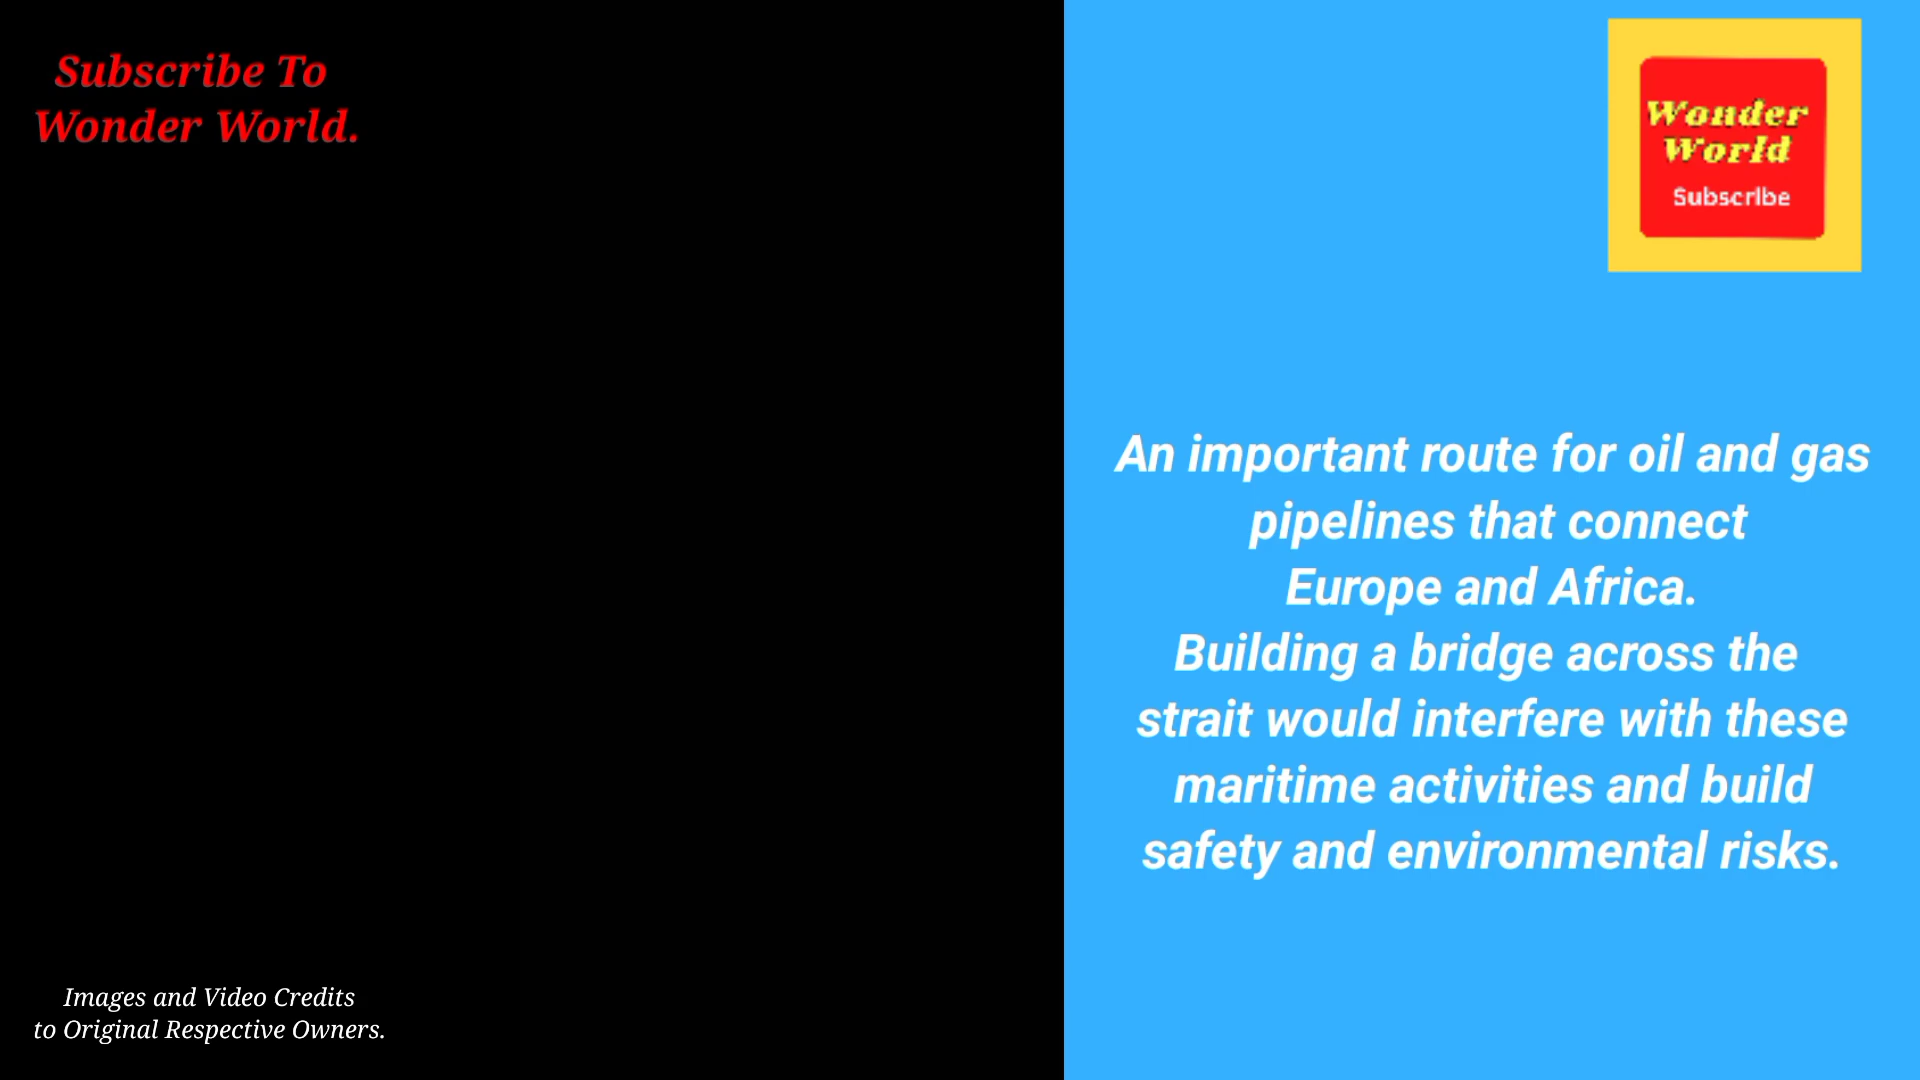 Subscribe To
Wonder World.
Wonder
World
Subscribe
An important route for oil and gas
pipelines that connect
Europe and Africa.
Building a bridge across the
strait would interfere with these
maritime activities and build
safety and environmental risks.
Images and Video Credits
to Original Respective Owners.